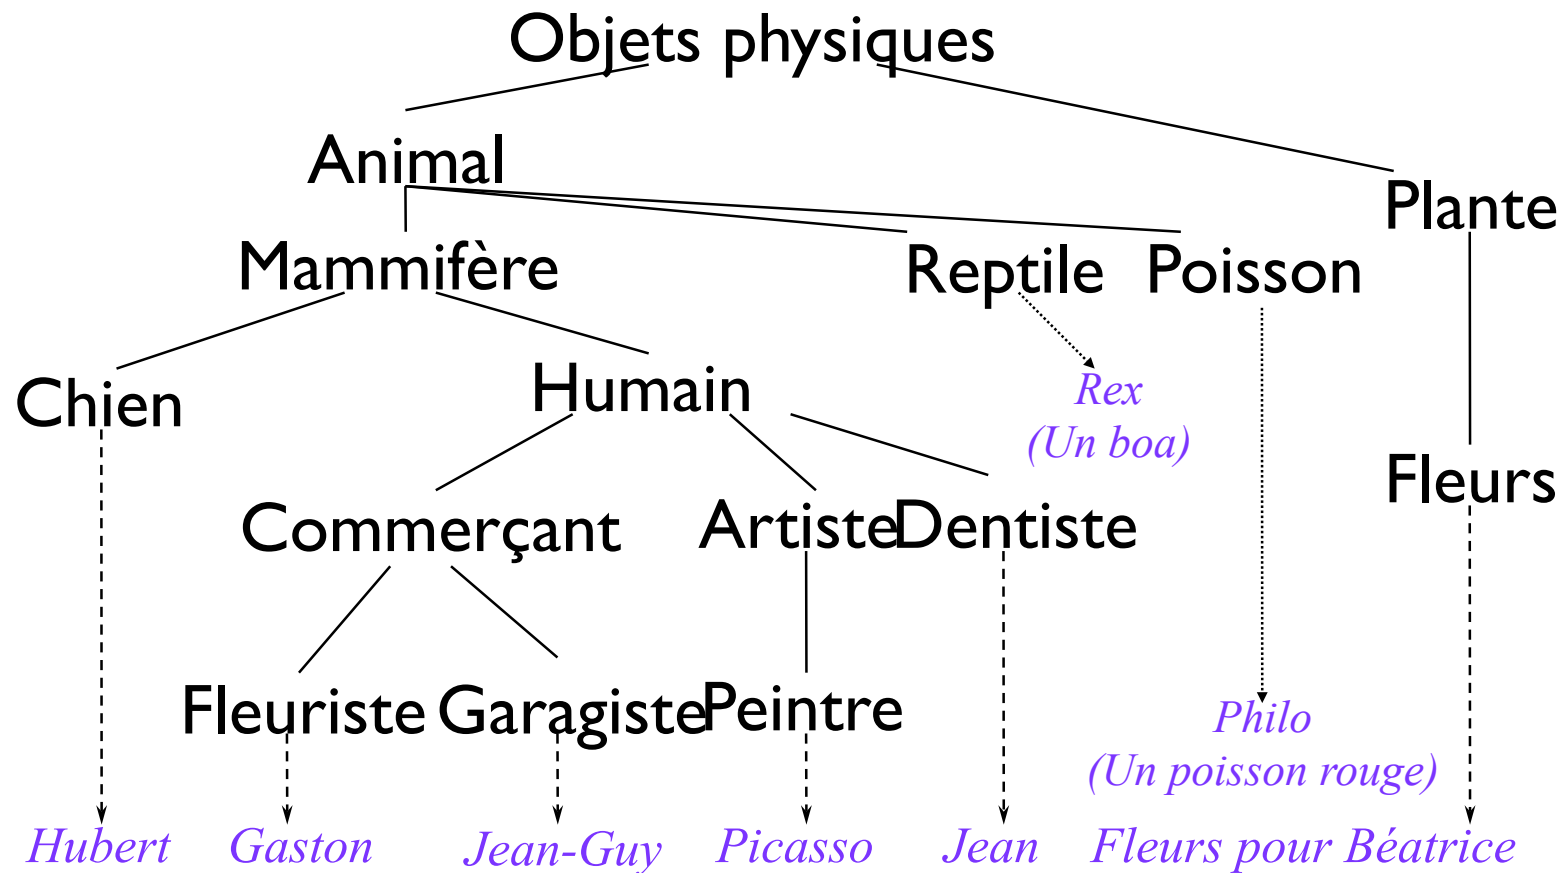 Objets physiques
Animal
Plante
Mammifère
Reptile
Poisson
Chien
Humain
Rex
(Un boa)
Fleurs
Commerçant
Artiste
Dentiste
Fleuriste
Garagiste
Peintre
Philo
(Un poisson rouge)
Hubert
Gaston
Jean-Guy
Picasso
Jean
Fleurs pour Béatrice